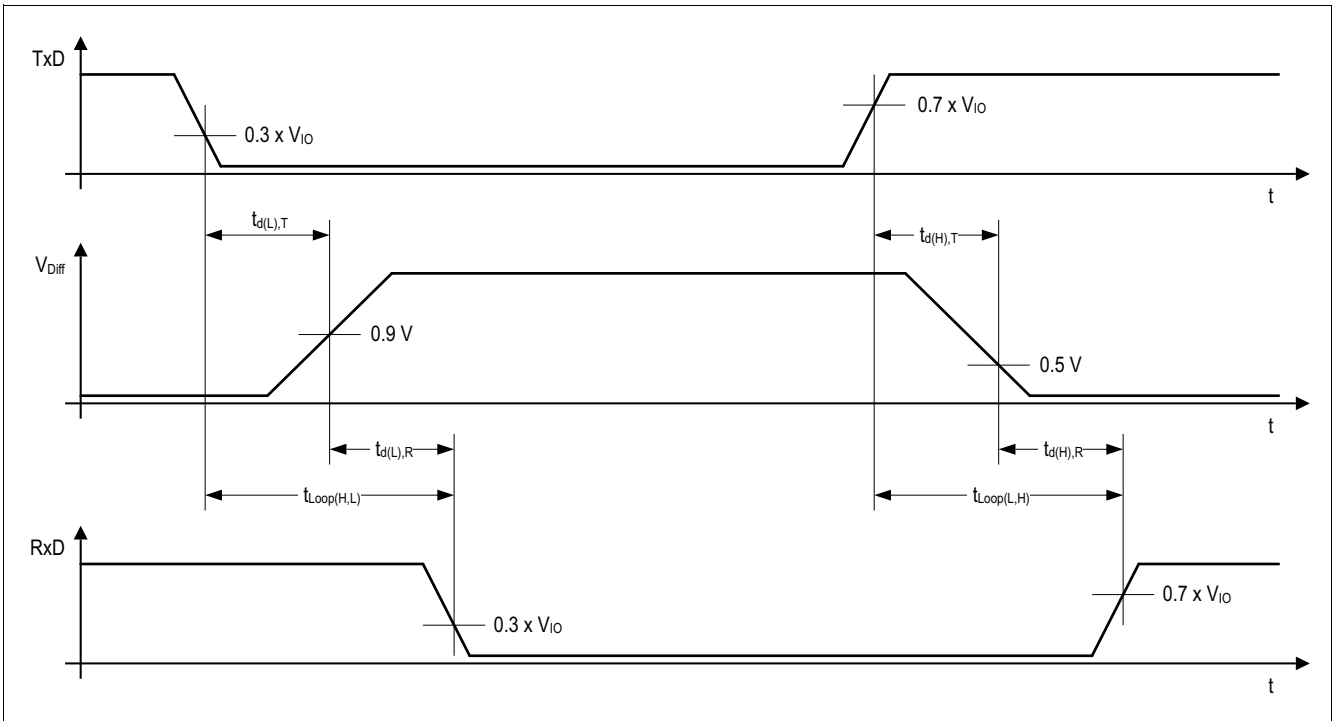 TxD
0.3 x VIO
0.7 x VIO
t
td(L),T
td(H),T
VDiff
0.9 V
0.5 V
t
td(L),R
td(H),R
tLoop(H,L)
tLoop(L,H)
RxD
0.3 x VIO
0.7 x VIO
t